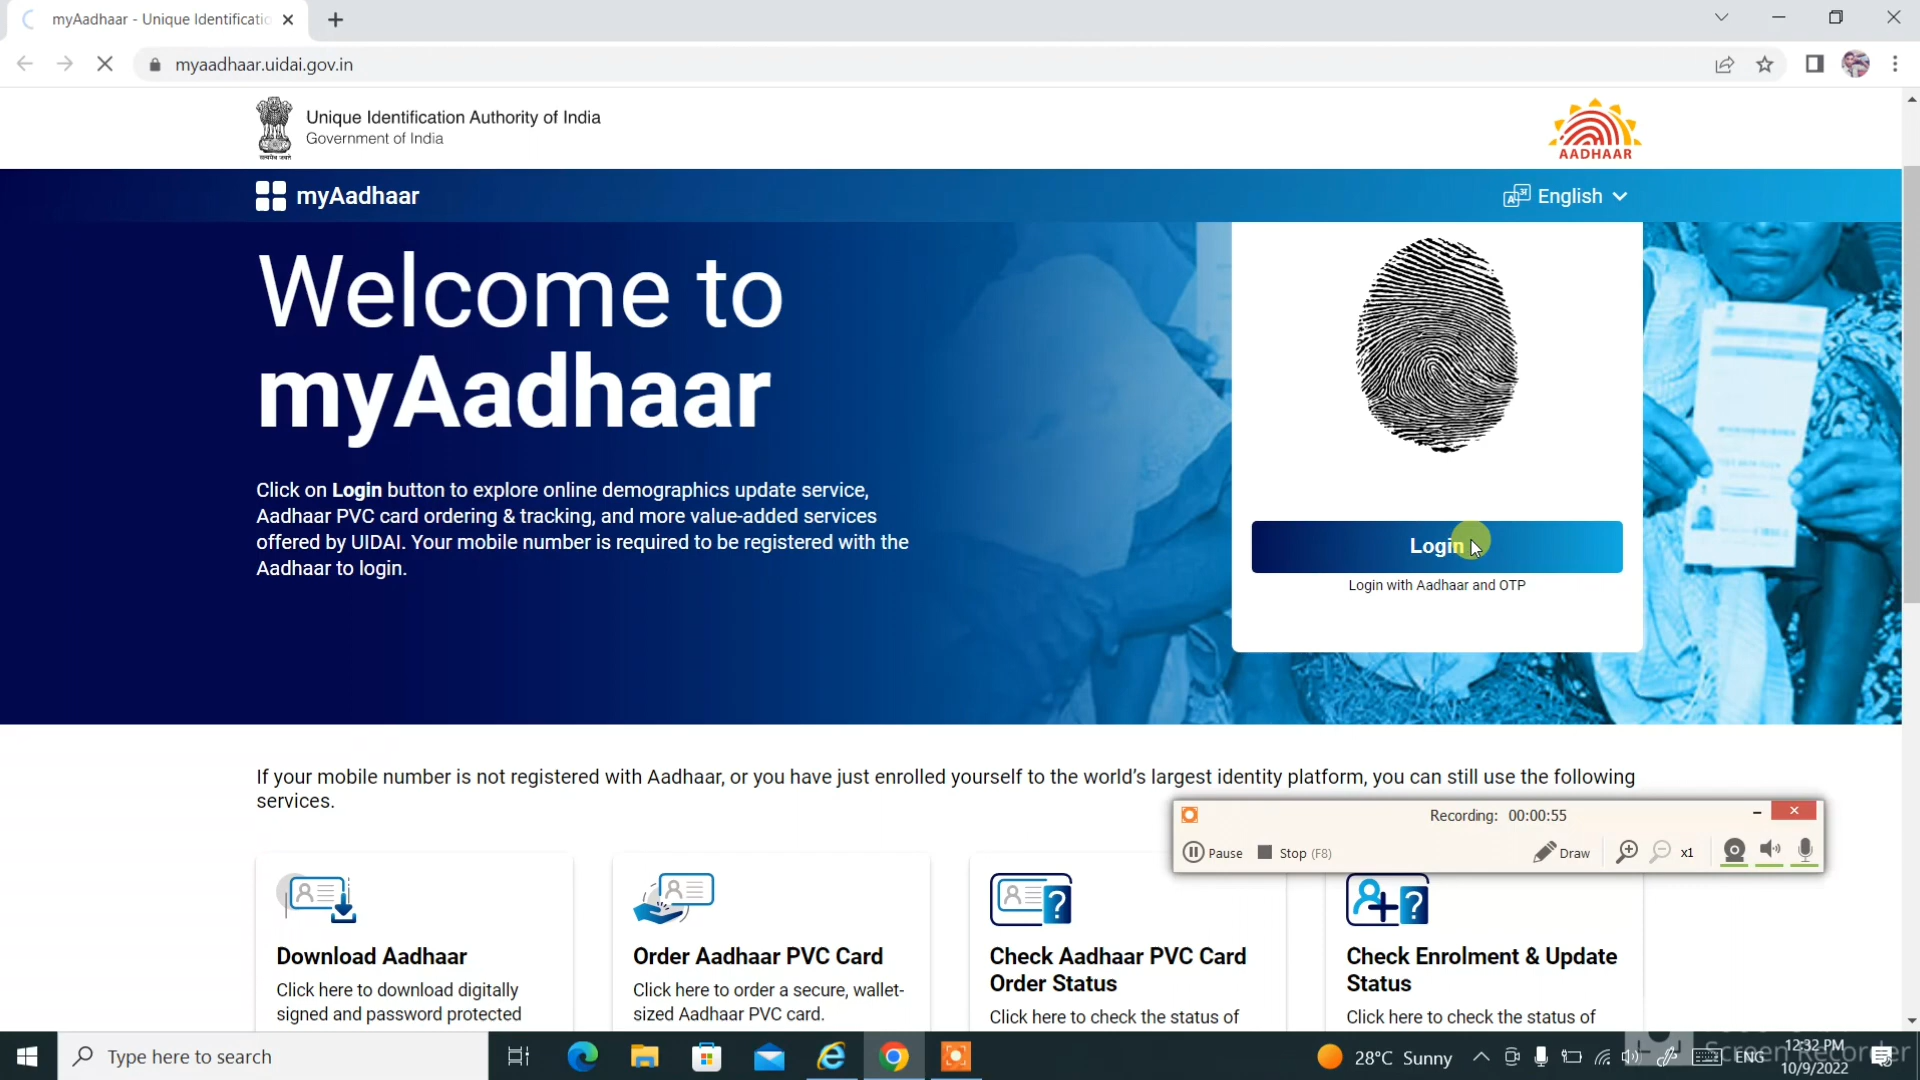 myAadhaar - Unique Identificatio
myaadhaar.uidai.gov.in
Unique Identification Authority of India
Government of India
सत्यमेव जयते
AADHAAR
myAadhaar
English
Welcome to
myAadhaar
Click on Login button to explore online demographics update service,
Aadhaar PVC card ordering & tracking, and more value-added services
offered by UIDAI. Your mobile number is required to be registered with the
Aadhaar to login.
Login
Login with Aadhaar and OTP
If your mobile number is not registered with Aadhaar, or you have just enrolled yourself to the world's largest identity platform, you can still use the following
services.
Recording: 00:00:55
Pause
Stop (F8)
Draw
x1
Download Aadhaar
Click here to download digitally
signed and password protected
Order Aadhaar PVC Card
Click here to order a secure, wallet-
sized Aadhaar PVC card.
Check Aadhaar PVC Card
Order Status
Click here to check the status of
Check Enrolment & Update
Status
Click here to check the status of
Type here to search
28°C Sunny
ENG
12:32 PM
10/9/2022
Screen Recorder